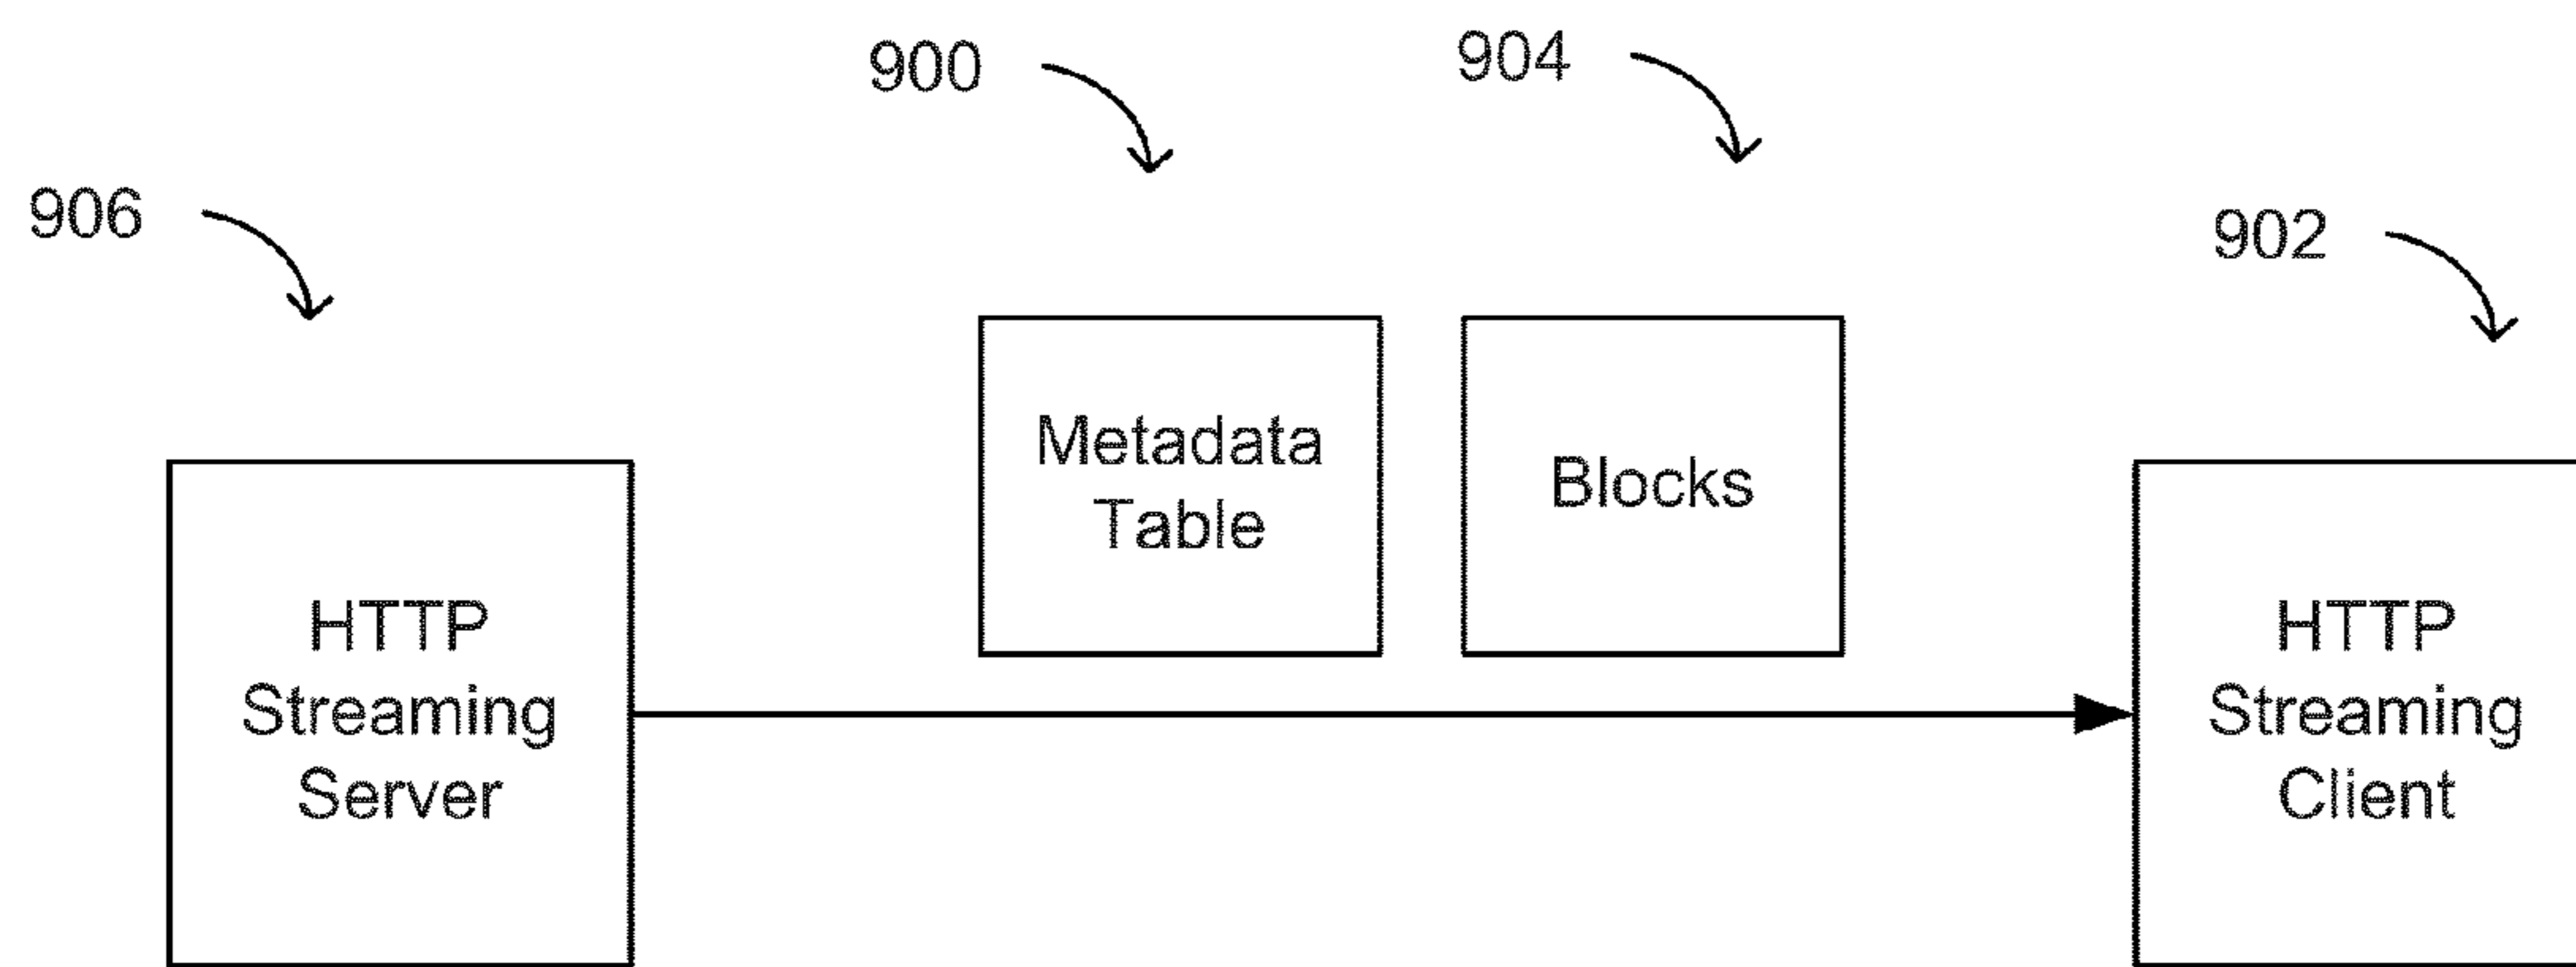 900
904
906
902
Metadata
Table
Blocks
HTTP
Streaming
Server
HTTP
Streaming
Client